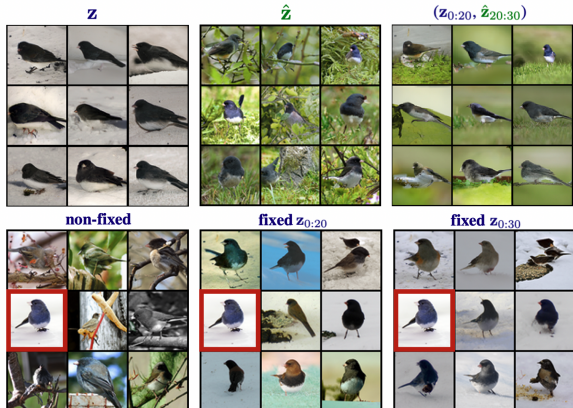 z
ẑ
(z₀:₂₀, ẑ₂₀:₃₀)
non-fixed
fixed z₀:₂₀
fixed z₀:₃₀